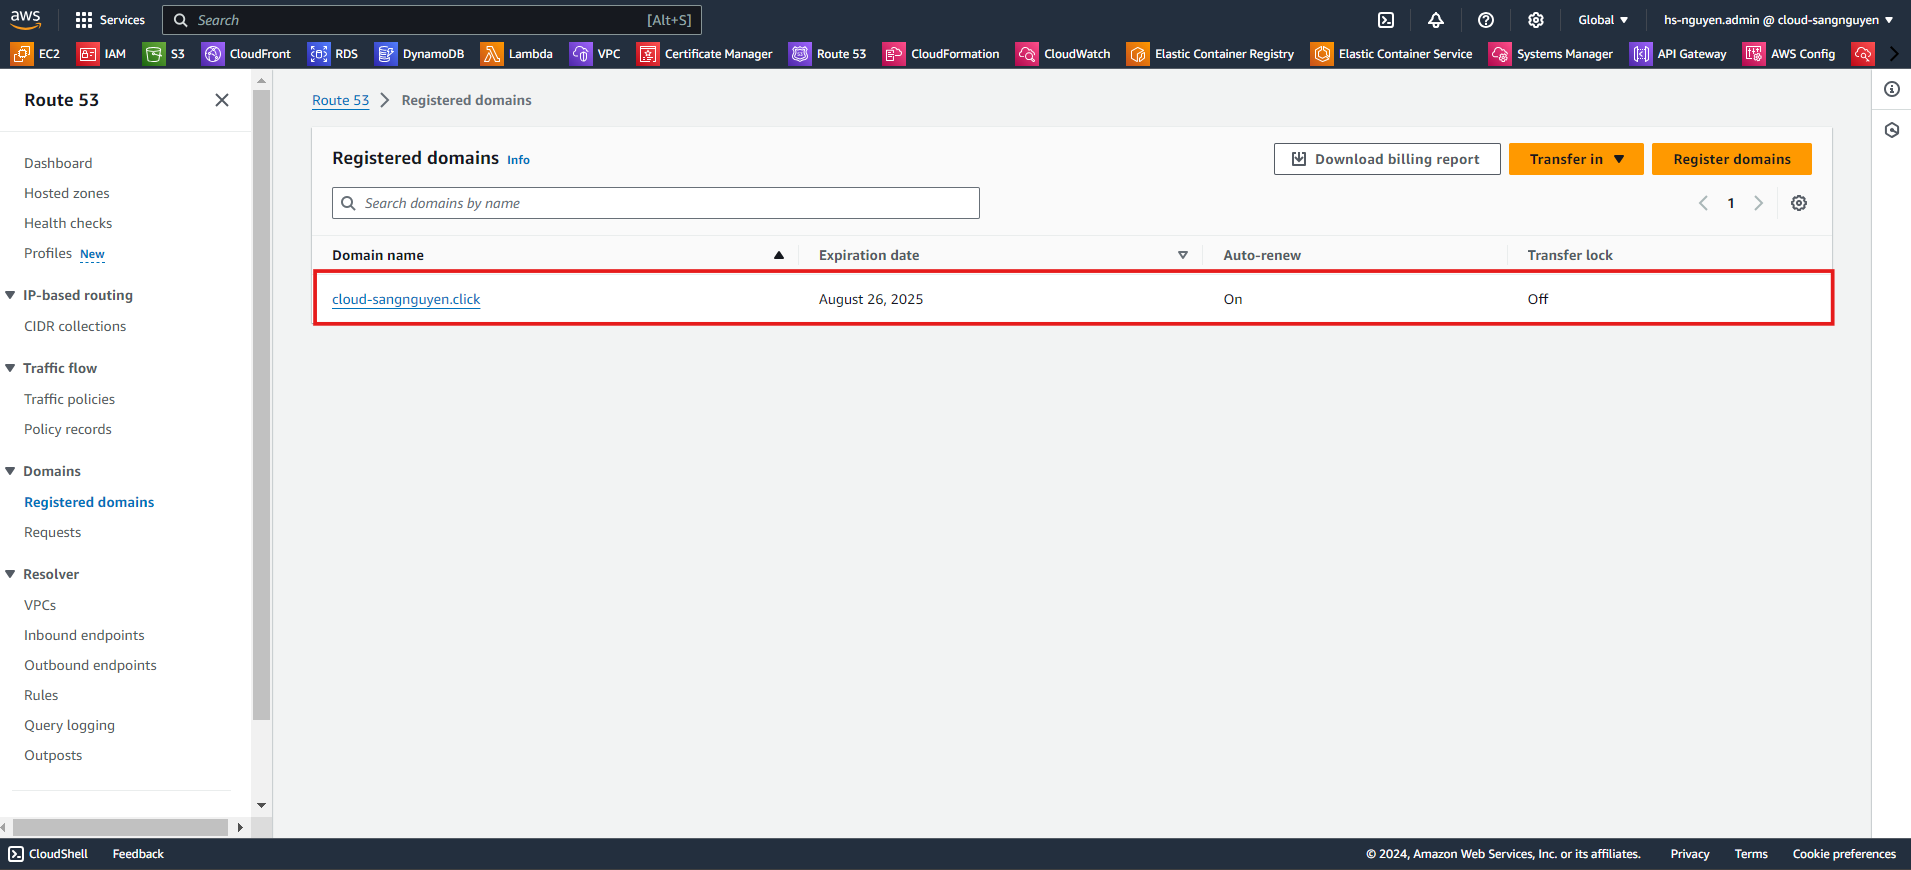 aws Services Search [Alt+S] Global hs-nguyen.admin @ cloud-sangnguyen
EC2 IAM S3 CloudFront RDS DynamoDB Lambda VPC Certificate Manager Route 53 CloudFormation CloudWatch Elastic Container Registry Elastic Container Service Systems Manager API Gateway AWS Config
Route 53
Dashboard
Hosted zones
Health checks
Profiles New
IP-based routing
CIDR collections
Traffic flow
Traffic policies
Policy records
Domains
Registered domains
Requests
Resolver
VPCs
Inbound endpoints
Outbound endpoints
Rules
Query logging
Outposts
Route 53 Registered domains
Registered domains Info
Download billing report Transfer in Register domains
Search domains by name
1
Domain name Expiration date Auto-renew Transfer lock
cloud-sangnguyen.click August 26, 2025 On Off
CloudShell Feedback © 2024, Amazon Web Services, Inc. or its affiliates. Privacy Terms Cookie preferences